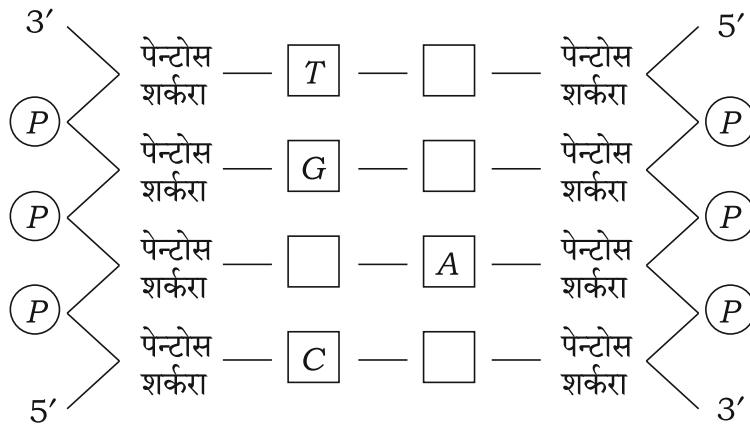 3′ 5′
पेन्टोस शर्करा T पेन्टोस शर्करा
P P
पेन्टोस शर्करा G पेन्टोस शर्करा
P P
पेन्टोस शर्करा A पेन्टोस शर्करा
P P
पेन्टोस शर्करा C पेन्टोस शर्करा
5′ 3′